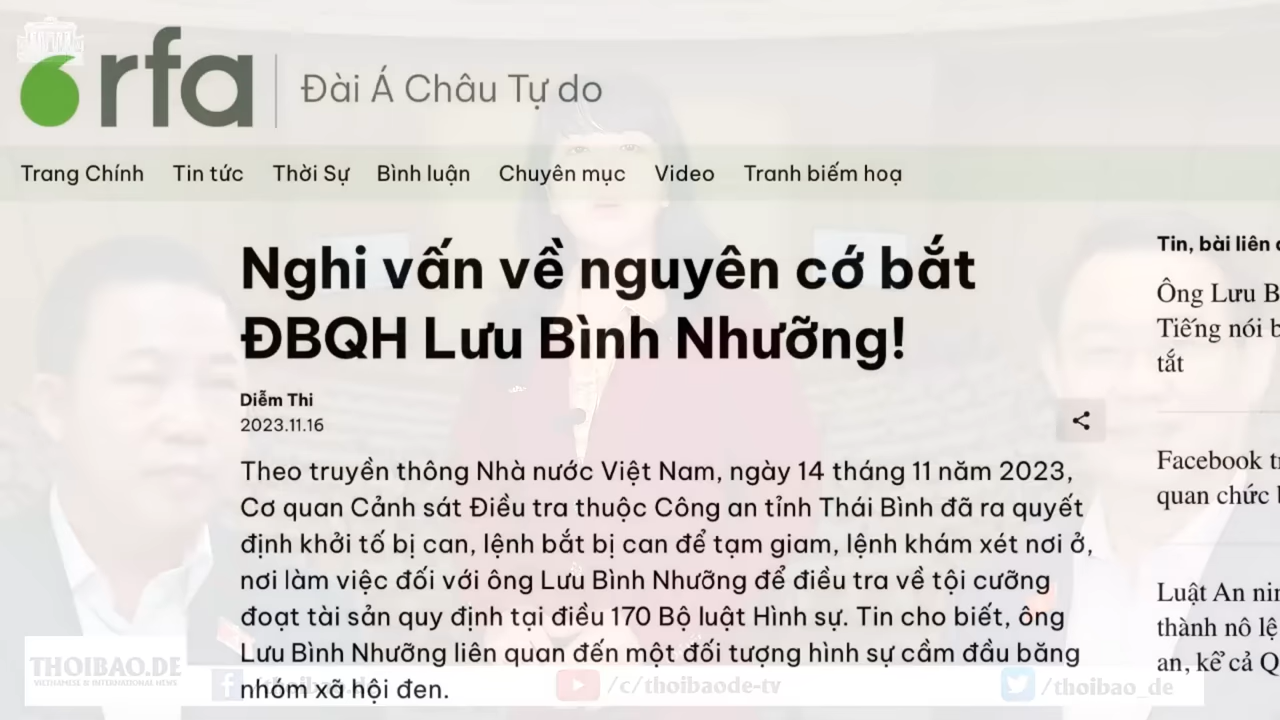 rfa
Đài Á Châu Tự do
Trang Chính Tin tức Thời Sự Bình luận Chuyên mục Video Tranh biếm hoạ
Nghi vấn về nguyên cớ bắt
ĐBQH Lưu Bình Nhưỡng!
Diễm Thi
2023.11.16
Theo truyền thông Nhà nước Việt Nam, ngày 14 tháng 11 năm 2023,
Cơ quan Cảnh sát Điều tra thuộc Công an tỉnh Thái Bình đã ra quyết
định khởi tố bị can, lệnh bắt bị can để tạm giam, lệnh khám xét nơi ở,
nơi làm việc đối với ông Lưu Bình Nhưỡng để điều tra về tội cưỡng
đoạt tài sản quy định tại điều 170 Bộ luật Hình sự. Tin cho biết, ông
Lưu Bình Nhưỡng liên quan đến một đối tượng hình sự cầm đầu băng
nhóm xã hội đen.
Tin, bài liên
Ông Lưu B
Tiếng nói b
tắt
Facebook
quan chức
Luật An
thành nô lệ
an, kể cả Q
THOIBAO.DE
VIETNAMESE & INTERNATIONAL NEWS
/c/thoibaode-tv
/thoibao_de